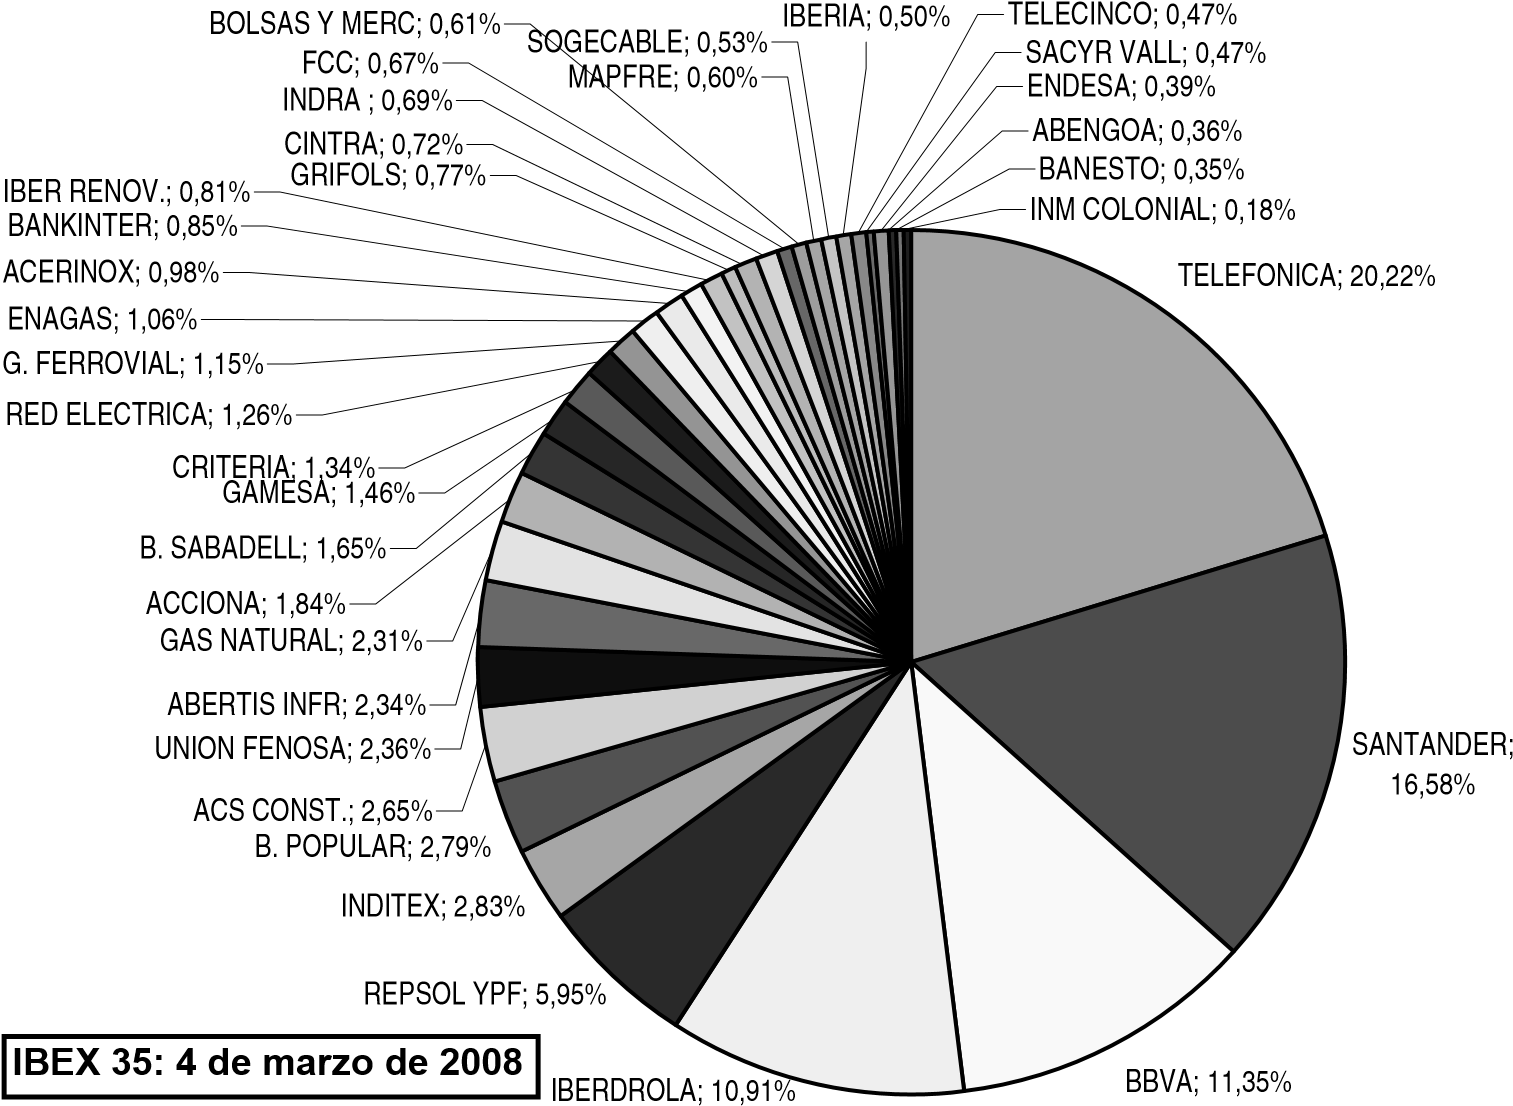 BOLSAS Y MERC; 0,61%
IBERIA; 0,50%
TELECINCO; 0,47%
SOGECABLE; 0,53%
SACYR VALL; 0,47%
FCC; 0,67%
MAPFRE; 0,60%
ENDESA; 0,39%
INDRA ; 0,69%
ABENGOA; 0,36%
CINTRA; 0,72%
BANESTO; 0,35%
GRIFOLS; 0,77%
IBER RENOV.; 0,81%
INM COLONIAL; 0,18%
BANKINTER; 0,85%
ACERINOX; 0,98%
TELEFONICA; 20,22%
ENAGAS; 1,06%
G. FERROVIAL; 1,15%
RED ELECTRICA; 1,26%
CRITERIA; 1,34%
GAMESA; 1,46%
B. SABADELL; 1,65%
ACCIONA; 1,84%
GAS NATURAL; 2,31%
ABERTIS INFR; 2,34%
UNION FENOSA; 2,36%
SANTANDER;
16,58%
ACS CONST.; 2,65%
B. POPULAR; 2,79%
INDITEX; 2,83%
REPSOL YPF; 5,95%
IBEX 35: 4 de marzo de 2008
IBERDROLA; 10,91%
BBVA; 11,35%